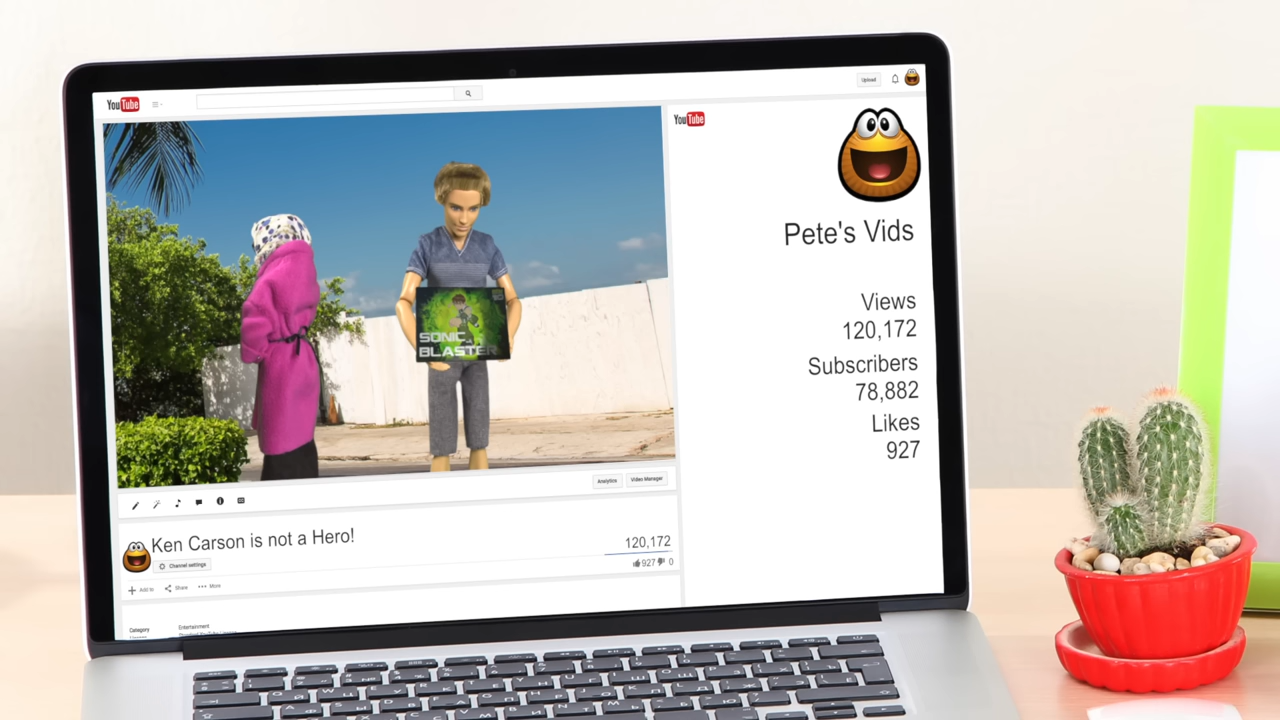 YouTube
Upload
YouTube
SONIC
BLASTER
Pete's Vids
Views
120,172
Subscribers
78,882
Likes
927
Analytics
Video Manager
Ken Carson is not a Hero!
120,172
Channel settings
927 0
Add to
Share
More
Category
Entertainment